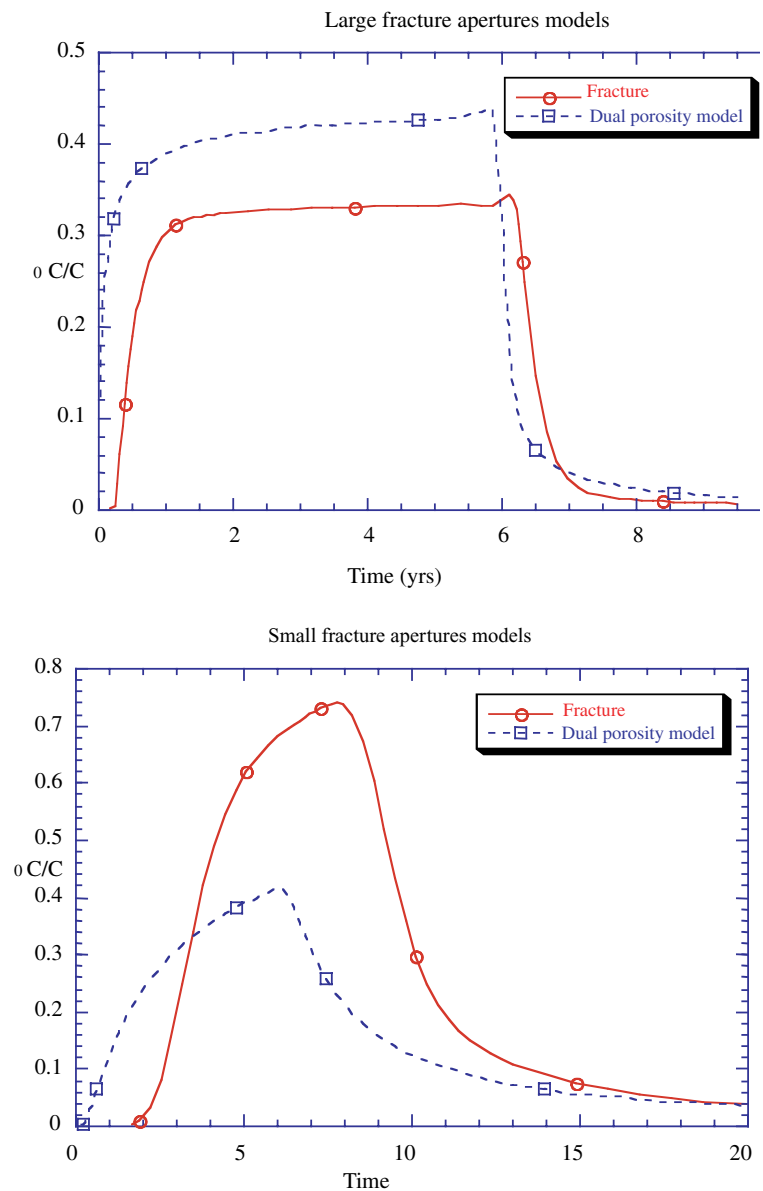 Large fracture apertures models
0.5
Fracture
Dual porosity model
0.4
0.3
0 C/C
0.2
0.1
0
0 2 4 6 8
Time (yrs)
Small fracture apertures models
0.8
Fracture
0.7
Dual porosity model
0.6
0.5
0 C/C
0.4
0.3
0.2
0.1
0
0 5 10 15 20
Time